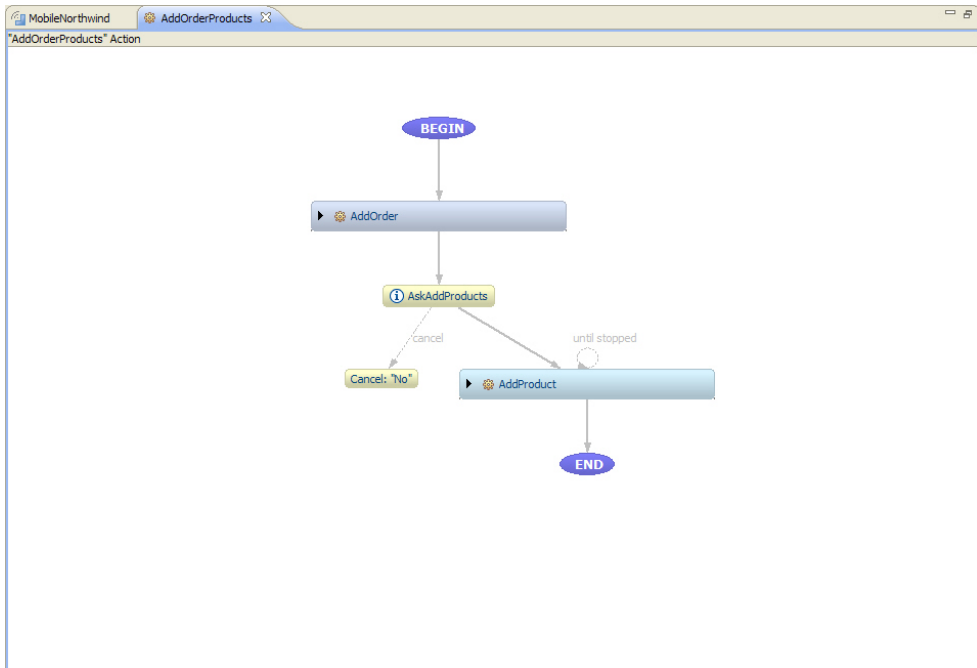 MobileNorthwind
AddOrderProducts
"AddOrderProducts" Action
BEGIN
AddOrder
AskAddProducts
cancel
until stopped
Cancel: "No"
AddProduct
END